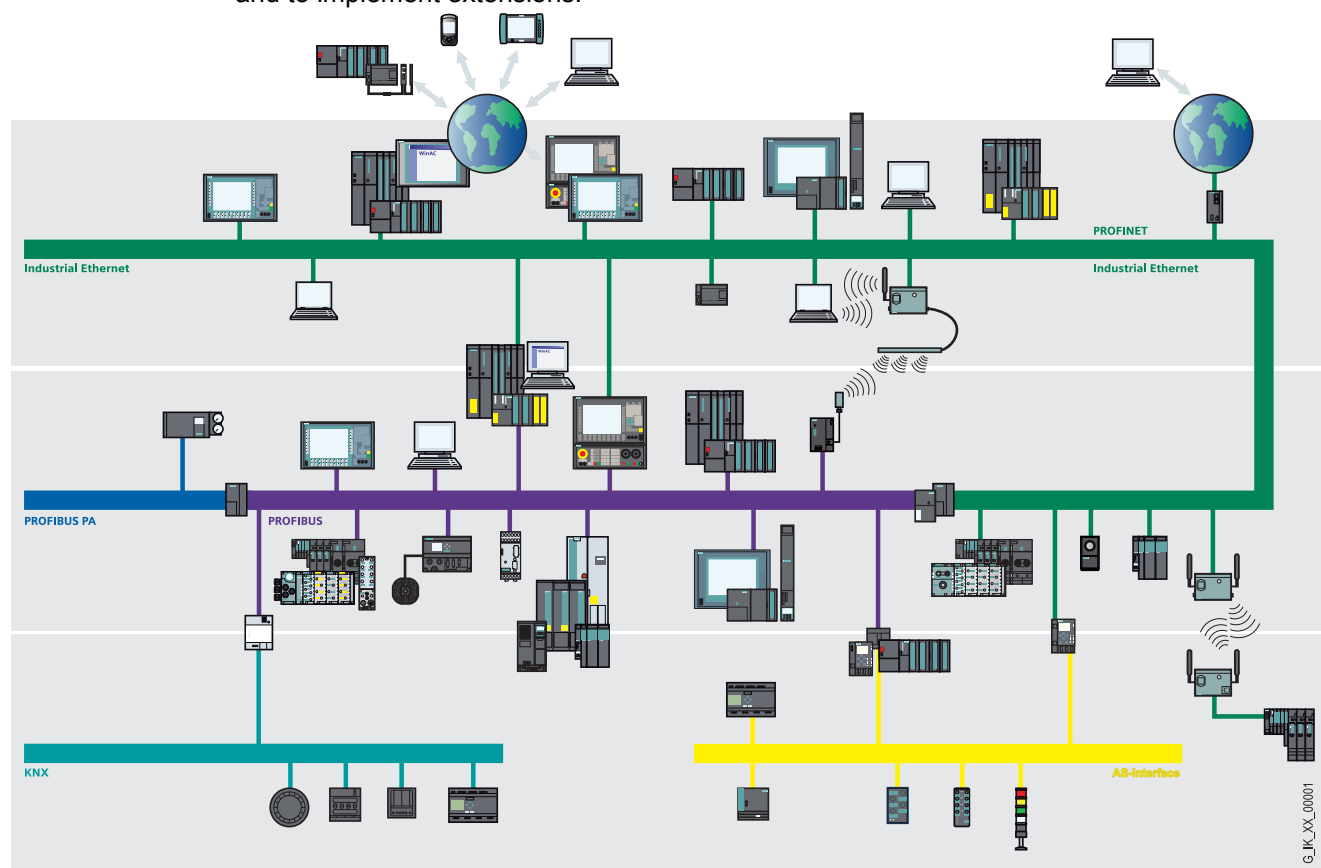 and to implement extensions.
WinAC
PROFINET
Industrial Ethernet
Industrial Ethernet
WinAC
PROFIBUS PA
PROFIBUS
KNX
AS-Interface
G_IK_XX_00001